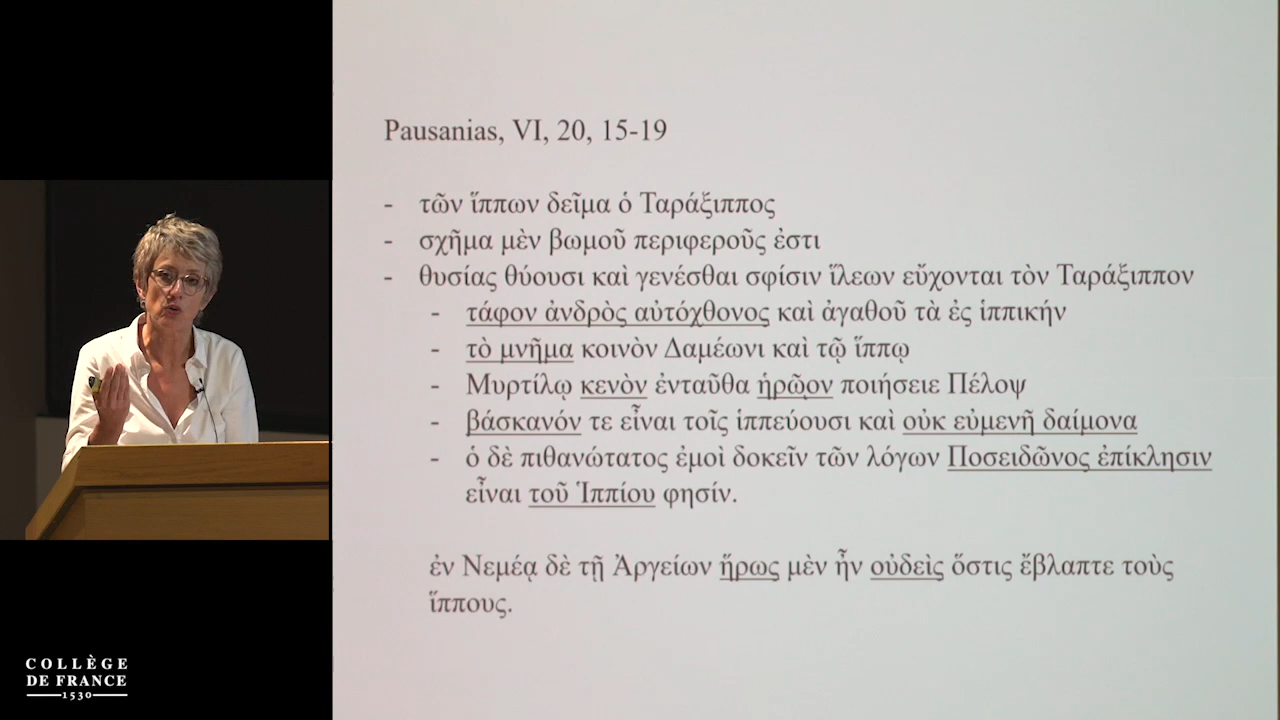 Pausanias, VI, 20, 15-19
- τῶν ἵππων δεῖμα ὁ Ταράξιππος
- σχῆμα μὲν βωμοῦ περιφεροῦς ἐστι
- θυσίας θύουσι καὶ γενέσθαι σφίσιν ἵλεων εὔχονται τὸν Ταράξιππον
- τάφον ἀνδρὸς αὐτόχθονος καὶ ἀγαθοῦ τὰ ἐς ἱππικήν
- τὸ μνῆμα κοινὸν Δαμέωνι καὶ τῷ ἵππῳ
- Μυρτίλῳ κενὸν ἐνταῦθα ἡρῷον ποιήσειε Πέλοψ
- βάσκανόν τε εἶναι τοῖς ἱππεύουσι καὶ οὐκ εὐμενῆ δαίμονα
- ὁ δὲ πιθανώτατος ἐμοὶ δοκεῖν τῶν λόγων Ποσειδῶνος ἐπίκλησιν
εἶναι τοῦ Ἱππίου φησίν.
ἐν Νεμέᾳ δὲ τῇ Ἀργείων ἥρως μὲν ἦν οὐδεὶς ὅστις ἔβλαπτε τοὺς
ἵππους.
COLLÈGE
DE FRANCE
1530